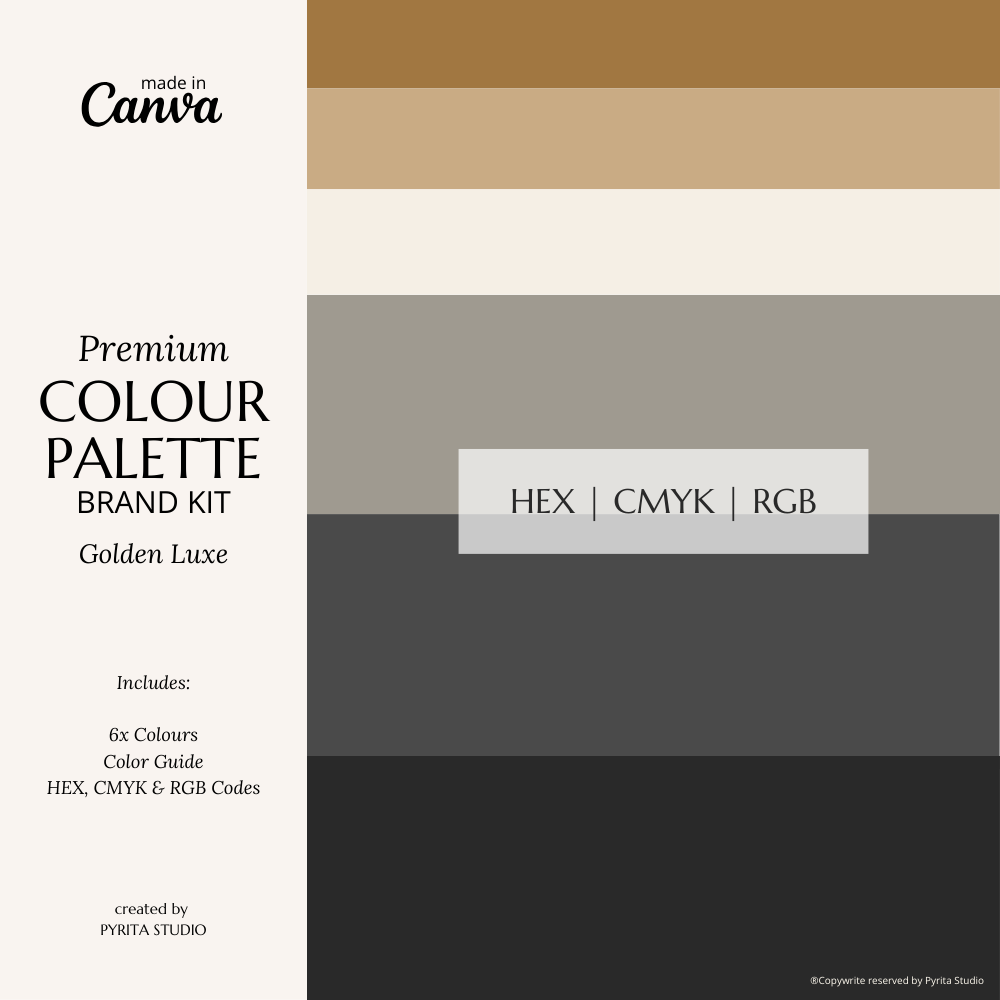 made in
Canva
Premium
COLOUR
PALETTE
BRAND KIT
Golden Luxe
Includes:
6x Colours
Color Guide
HEX, CMYK & RGB Codes
created by
PYRITA STUDIO
HEX | CMYK | RGB
®Copywrite reserved by Pyrita Studio